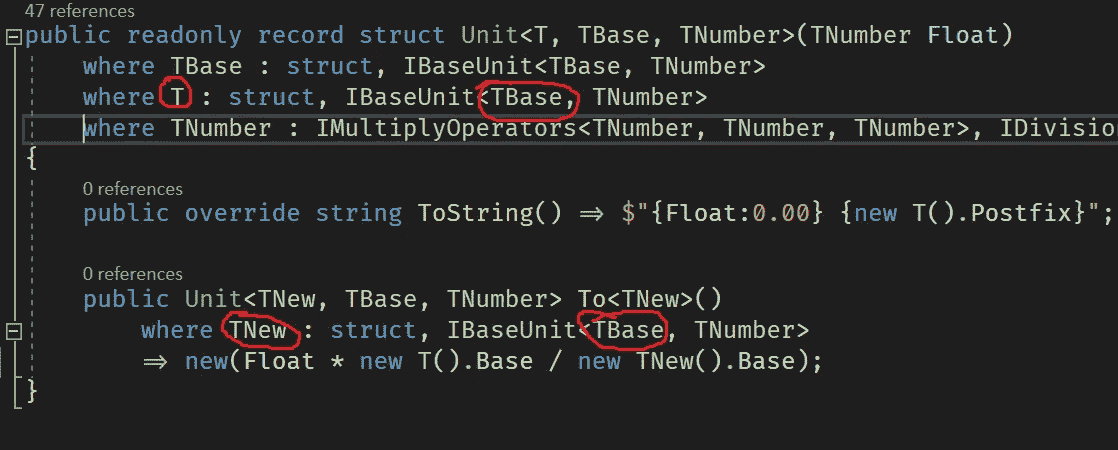 47 references
public readonly record struct Unit<T, TBase, TNumber>(TNumber Float)
where TBase : struct, IBaseUnit<TBase, TNumber>
where T : struct, IBaseUnit<TBase, TNumber>
where TNumber : IMultiplyOperators<TNumber, TNumber, TNumber>, IDivisio
{
0 references
public override string ToString() ⇒ $"{Float:0.00} {new T().Postfix}";
0 references
public Unit<TNew, TBase, TNumber> To<TNew>()
where TNew : struct, IBaseUnit<TBase, TNumber>
⇒ new(Float * new T().Base / new TNew().Base);
}